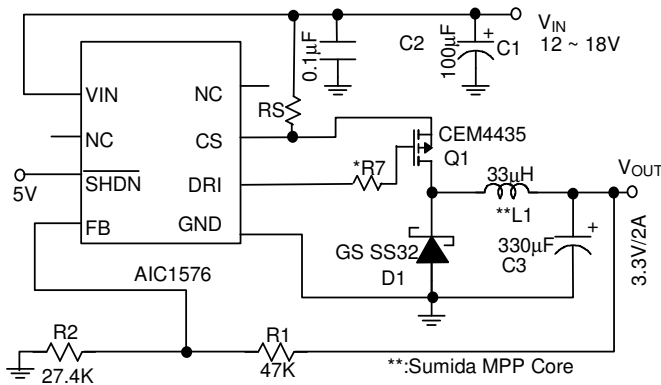 V_IN
12 ~ 18V
0.1µF
C2
100µF
C1
VIN
NC
RS
NC
CS
CEM4435
Q1
5V
SHDN
DRI
*R7
33µH
**L1
V_OUT
FB
GND
GS SS32
D1
330µF
C3
3.3V/2A
AIC1576
R2
27.4K
R1
47K
**:Sumida MPP Core